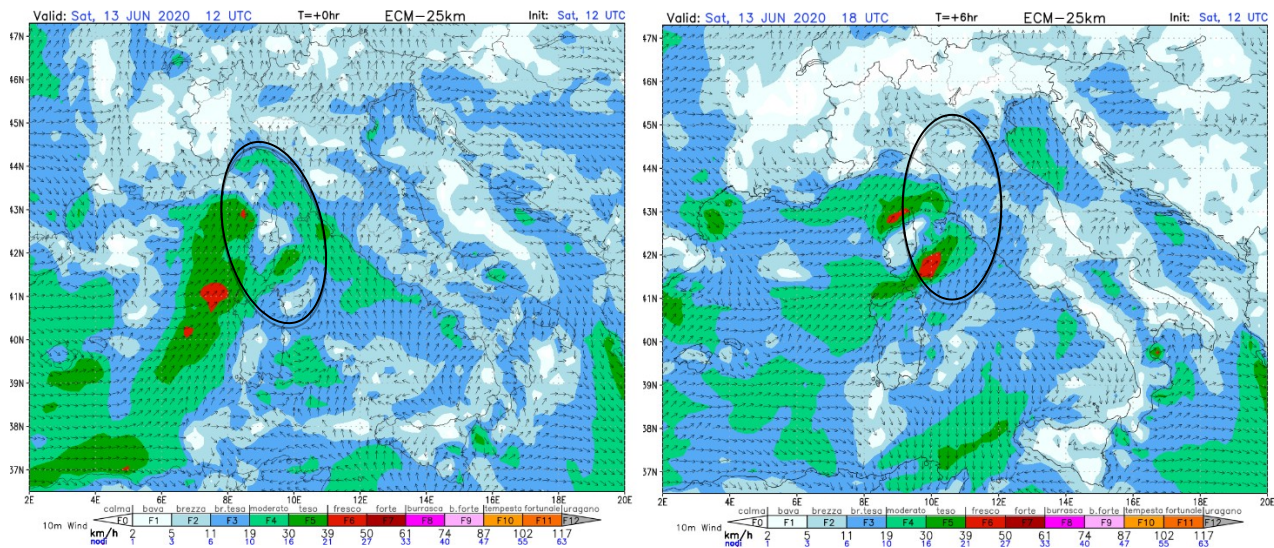 Valid: Sat, 13 JUN 2020 12 UTC T=+0hr ECM-25km Init: Sat, 12 UTC
47N
46N
45N
44N
43N
42N
41N
40N
39N
38N
37N
2E 4E 6E 8E 10E 12E 14E 16E 18E 20E
calma bava brezza br.tesa moderato teso fresco forte burrasca b.forte tempesta fortunale uragano
10m Wind F0 F1 F2 F3 F4 F5 F6 F7 F8 F9 F10 F11 F12
km/h 2 5 11 19 30 39 50 61 74 87 102 117
nodi 1 3 6 10 16 21 27 33 40 47 55 63
Valid: Sat, 13 JUN 2020 18 UTC T=+6hr ECM-25km Init: Sat, 12 UTC
47N
46N
45N
44N
43N
42N
41N
40N
39N
38N
37N
2E 4E 6E 8E 10E 12E 14E 16E 18E 20E
calma bava brezza br.tesa moderato teso fresco forte burrasca b.forte tempesta fortunale uragano
10m Wind F0 F1 F2 F3 F4 F5 F6 F7 F8 F9 F10 F11 F12
km/h 2 5 11 19 30 39 50 61 74 87 102 117
nodi 1 3 6 10 16 21 27 33 40 47 55 63